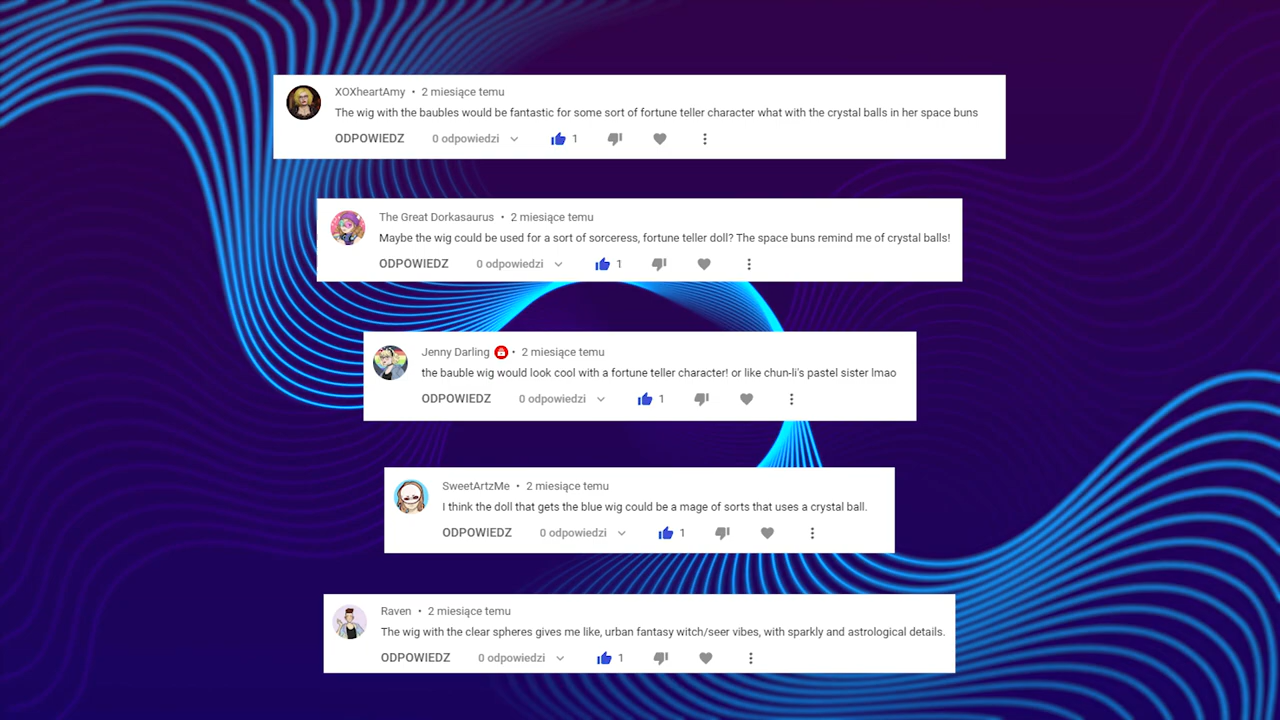 XOXheartAmy • 2 miesiące temu
The wig with the baubles would be fantastic for some sort of fortune teller character what with the crystal balls in her space buns
ODPOWIEDZ 0 odpowiedzi 1
The Great Dorkasaurus • 2 miesiące temu
Maybe the wig could be used for a sort of sorceress, fortune teller doll? The space buns remind me of crystal balls!
ODPOWIEDZ 0 odpowiedzi 1
Jenny Darling • 2 miesiące temu
the bauble wig would look cool with a fortune teller character! or like chun-li's pastel sister lmao
ODPOWIEDZ 0 odpowiedzi 1
SweetArtzMe • 2 miesiące temu
I think the doll that gets the blue wig could be a mage of sorts that uses a crystal ball.
ODPOWIEDZ 0 odpowiedzi 1
Raven • 2 miesiące temu
The wig with the clear spheres gives me like, urban fantasy witch/seer vibes, with sparkly and astrological details.
ODPOWIEDZ 0 odpowiedzi 1